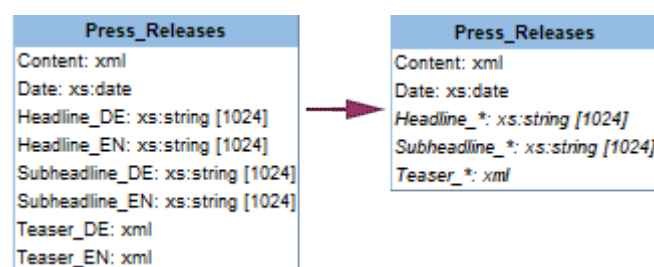 Press_Releases
Content: xml
Date: xs:date
Headline_DE: xs:string [1024]
Headline_EN: xs:string [1024]
Subheadline_DE: xs:string [1024]
Subheadline_EN: xs:string [1024]
Teaser_DE: xml
Teaser_EN: xml
Press_Releases
Content: xml
Date: xs:date
Headline_*: xs:string [1024]
Subheadline_*: xs:string [1024]
Teaser_*: xml